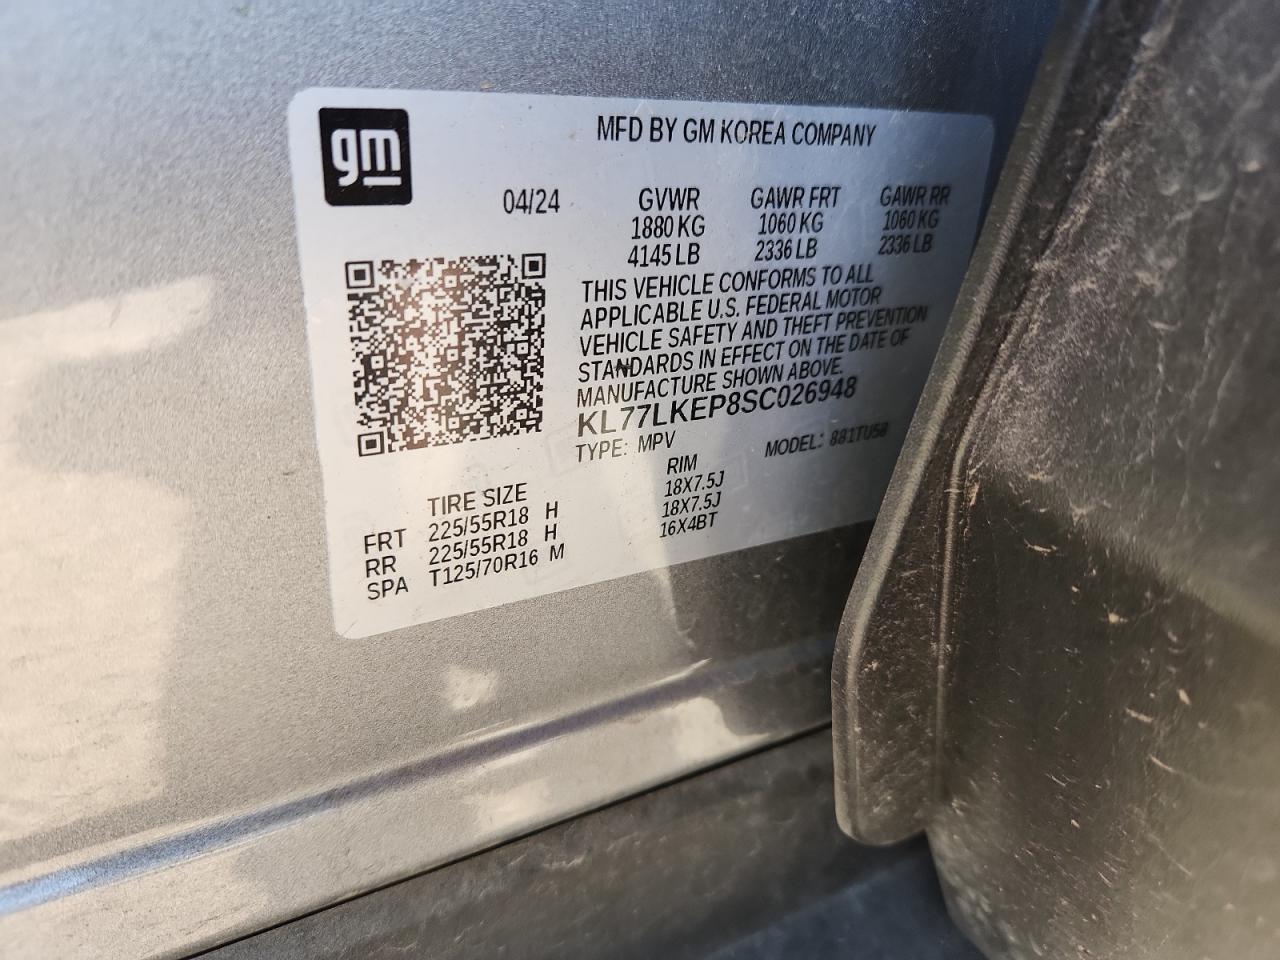 gm
MFD BY GM KOREA COMPANY
04/24 GVWR GAWR FRT GAWR RR
1880 KG 1060 KG 1060 KG
4145 LB 2336 LB 2336 LB
THIS VEHICLE CONFORMS TO ALL
APPLICABLE U.S. FEDERAL MOTOR
VEHICLE SAFETY AND THEFT PREVENTION
STANDARDS IN EFFECT ON THE DATE OF
MANUFACTURE SHOWN ABOVE.
KL77LKEP8SC026948
TYPE: MPV MODEL: 881TU58
TIRE SIZE RIM
FRT 225/55R18 H 18X7.5J
RR 225/55R18 H 18X7.5J
SPA T125/70R16 M 16X4BT